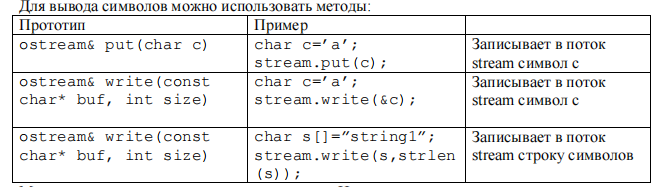 Для вывода символов можно использовать методы:
Прототип Пример
ostream& put(char c) char c='a'; Записывает в поток
stream.put(c); stream символ с
ostream& write(const char c='a'; Записывает в поток
char* buf, int size) stream.write(&c); stream символ с
ostream& write(const char s[]="string1"; Записывает в поток
char* buf, int size) stream.write(s,strlen stream строку символов
(s));